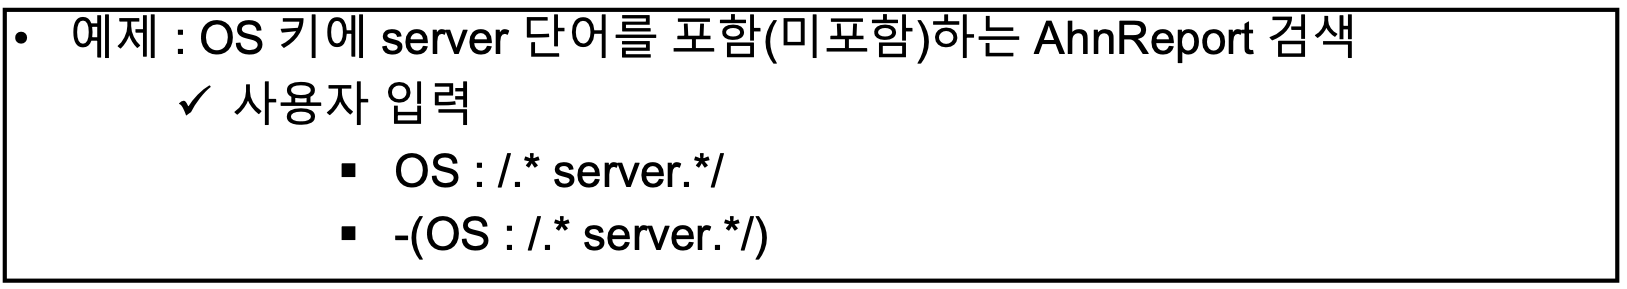 • 예제 : OS 키에 server 단어를 포함(미포함)하는 AhnReport 검색
✓ 사용자 입력
▪ OS : /.* server.*/
▪ -(OS : /.* server.*/)